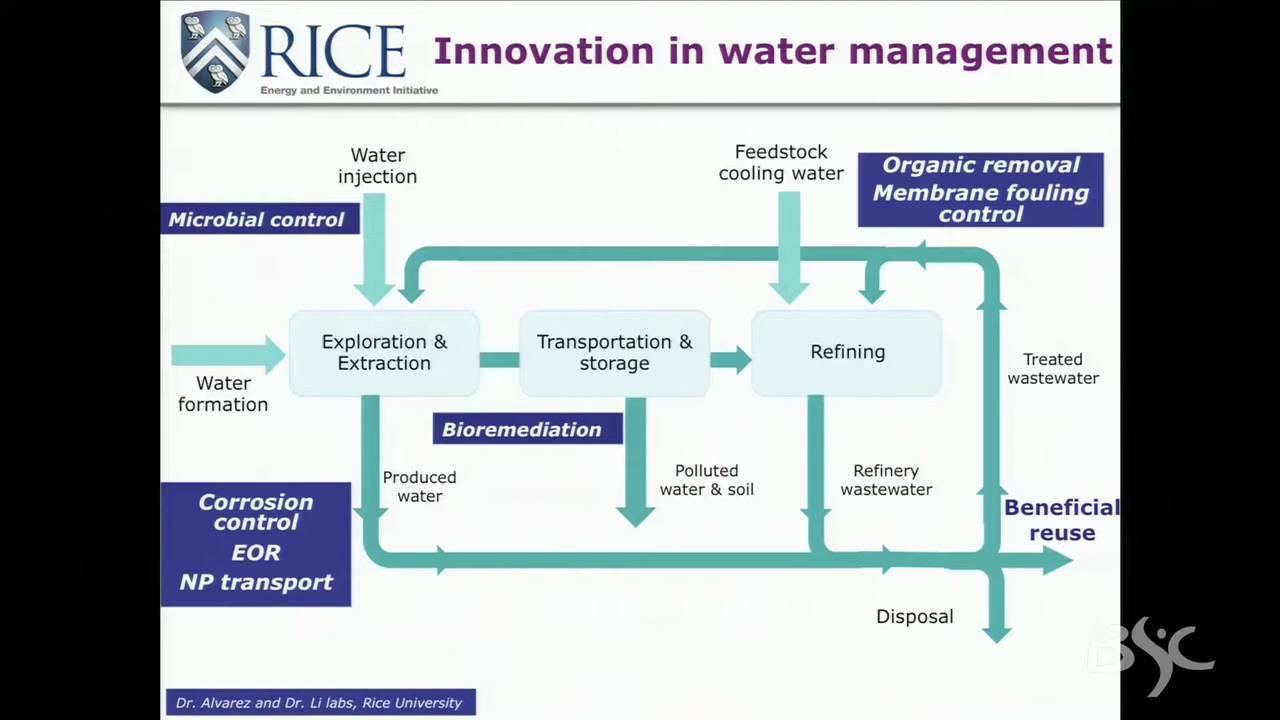 RICE
Energy and Environment Initiative
Innovation in water management
Water
injection
Feedstock
cooling water
Organic removal
Membrane fouling
control
Microbial control
Exploration &
Extraction
Transportation &
storage
Refining
Treated
wastewater
Water
formation
Bioremediation
Produced
water
Polluted
water & soil
Refinery
wastewater
Corrosion
control
EOR
NP transport
Beneficial
reuse
Disposal
BSC
Dr. Alvarez and Dr. Li labs, Rice University